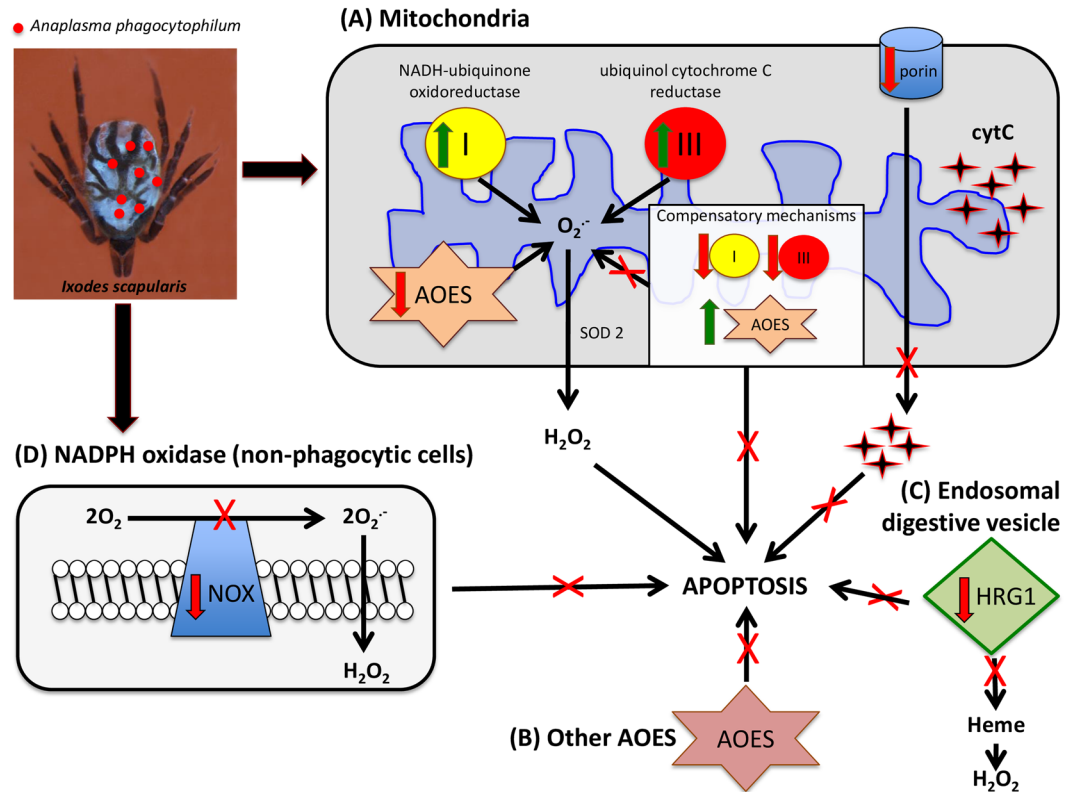 Anaplasma phagocytophilum
Ixodes scapularis
(A) Mitochondria
NADH-ubiquinone
oxidoreductase
ubiquinol cytochrome C
reductase
porin
I
III
cytC
O₂·-
Compensatory mechanisms
I
III
AOES
AOES
SOD 2
H₂O₂
(D) NADPH oxidase (non-phagocytic cells)
2O₂
2O₂·-
NOX
H₂O₂
APOPTOSIS
(C) Endosomal
digestive vesicle
HRG1
Heme
H₂O₂
(B) Other AOES
AOES